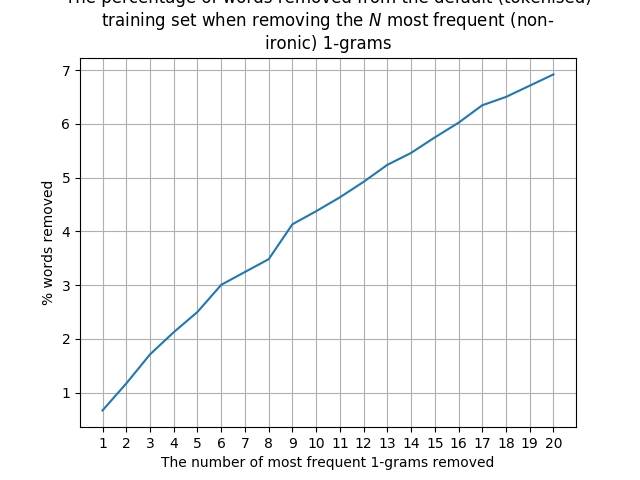 The percentage of words removed from the default (tokenised)
training set when removing the N most frequent (non-
ironic) 1-grams
7
6
5
4
3
2
1
% words removed
1 2 3 4 5 6 7 8 9 10 11 12 13 14 15 16 17 18 19 20
The number of most frequent 1-grams removed